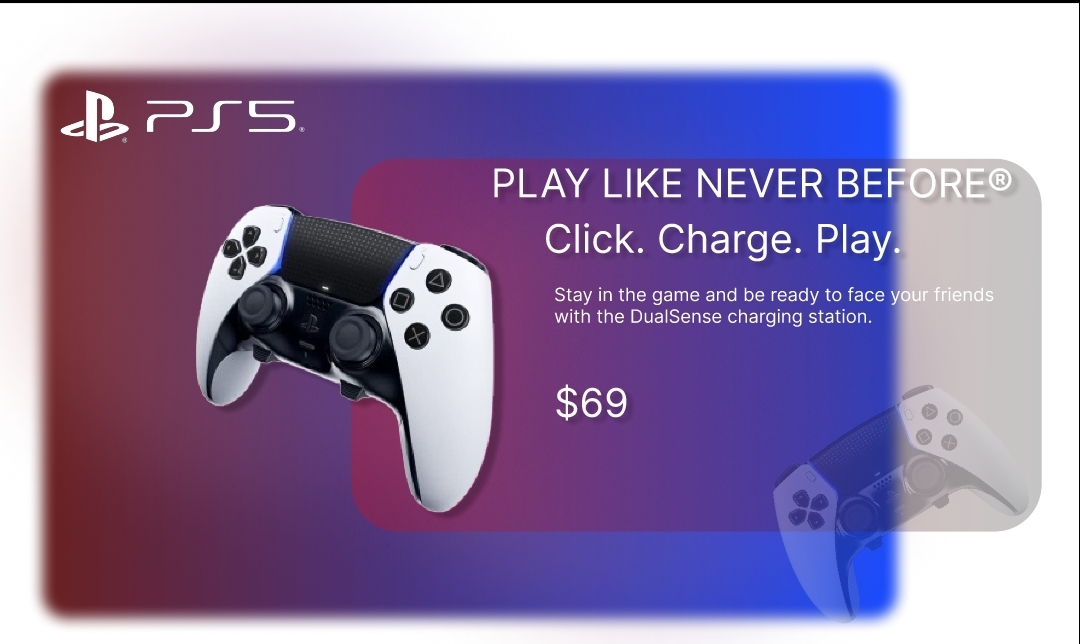 PS5
PLAY LIKE NEVER BEFORE®
Click. Charge. Play.
Stay in the game and be ready to face your friends
with the DualSense charging station.
$69